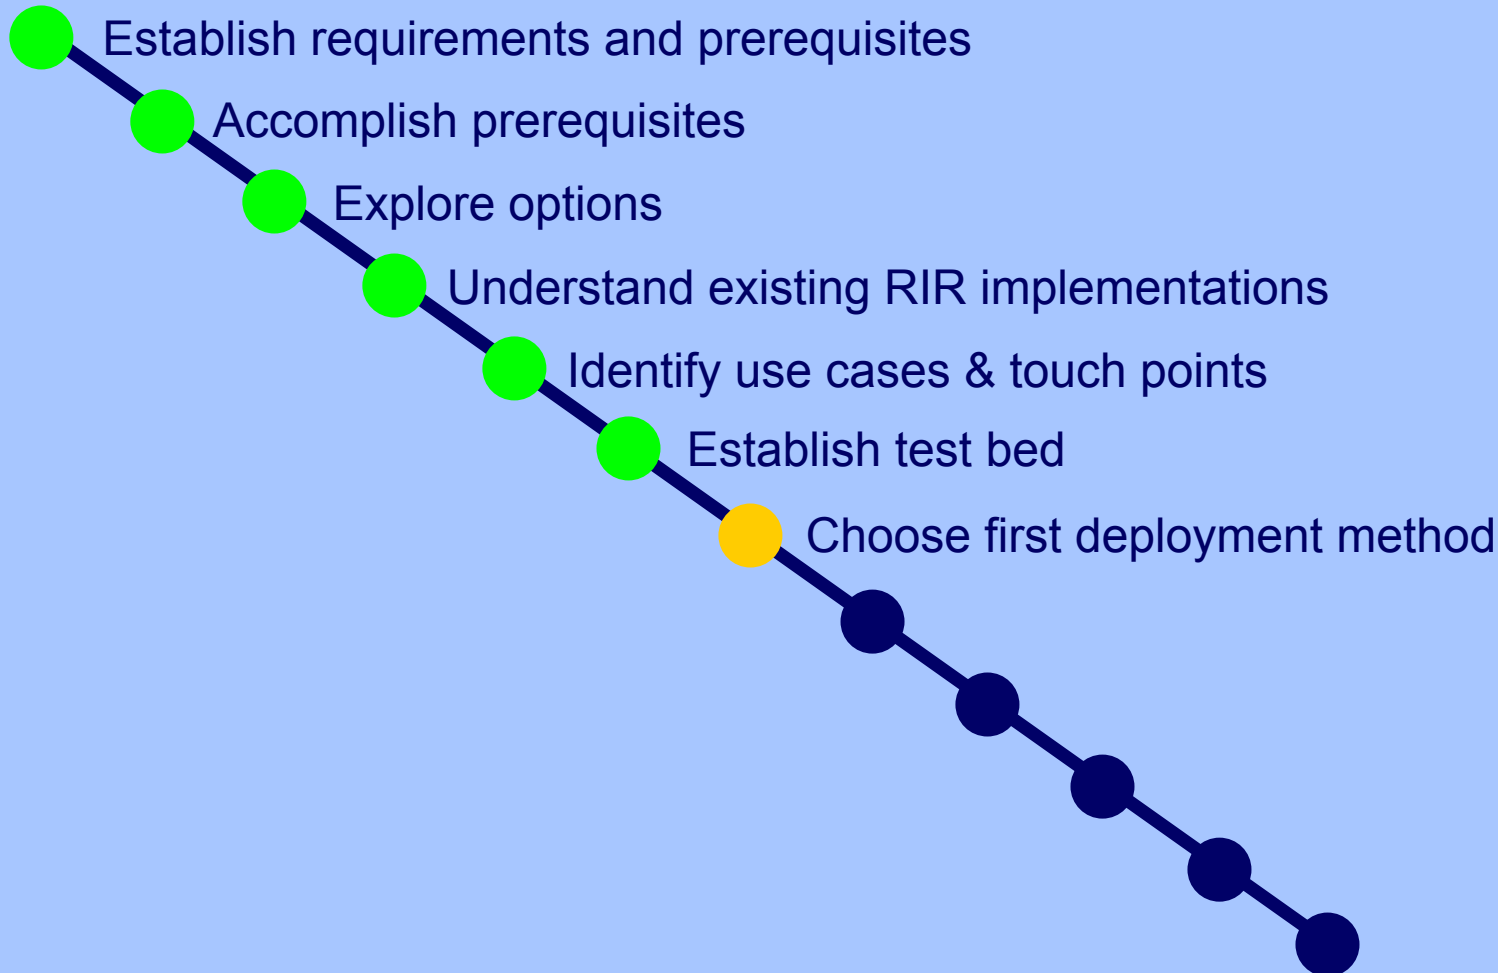 Establish requirements and prerequisites
Accomplish prerequisites
Explore options
Understand existing RIR implementations
Identify use cases & touch points
Establish test bed
Choose first deployment method